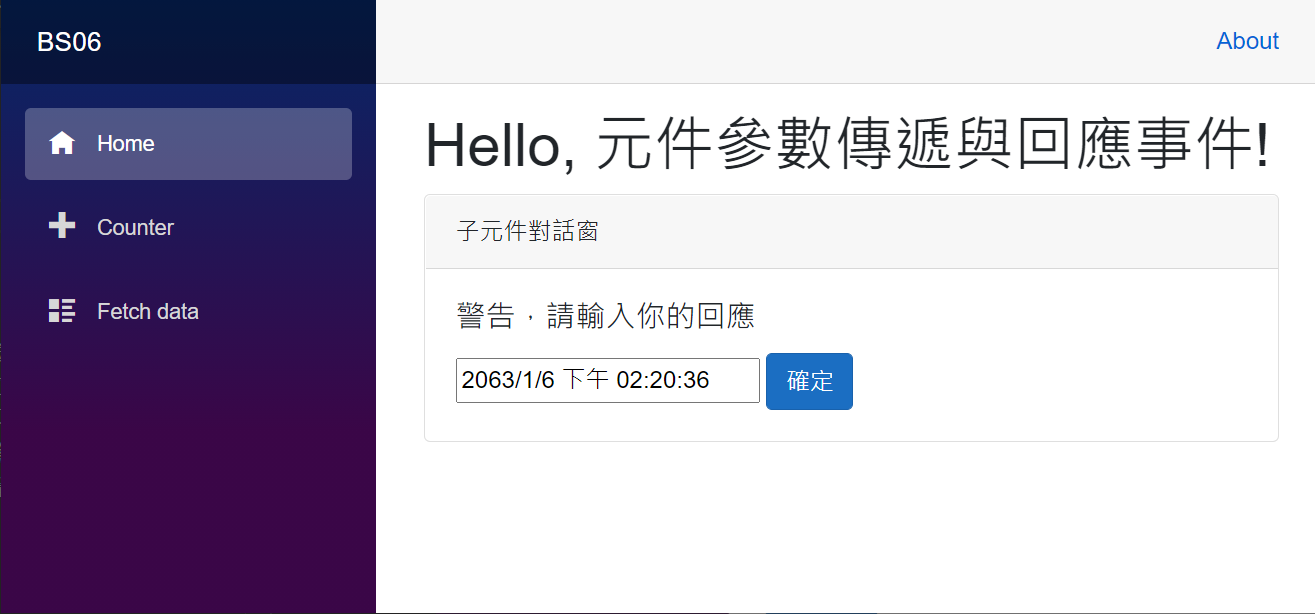 BS06
About
Home
Counter
Fetch data
Hello, 元件參數傳遞與回應事件!
子元件對話窗
警告，請輸入你的回應
2063/1/6 下午 02:20:36 確定